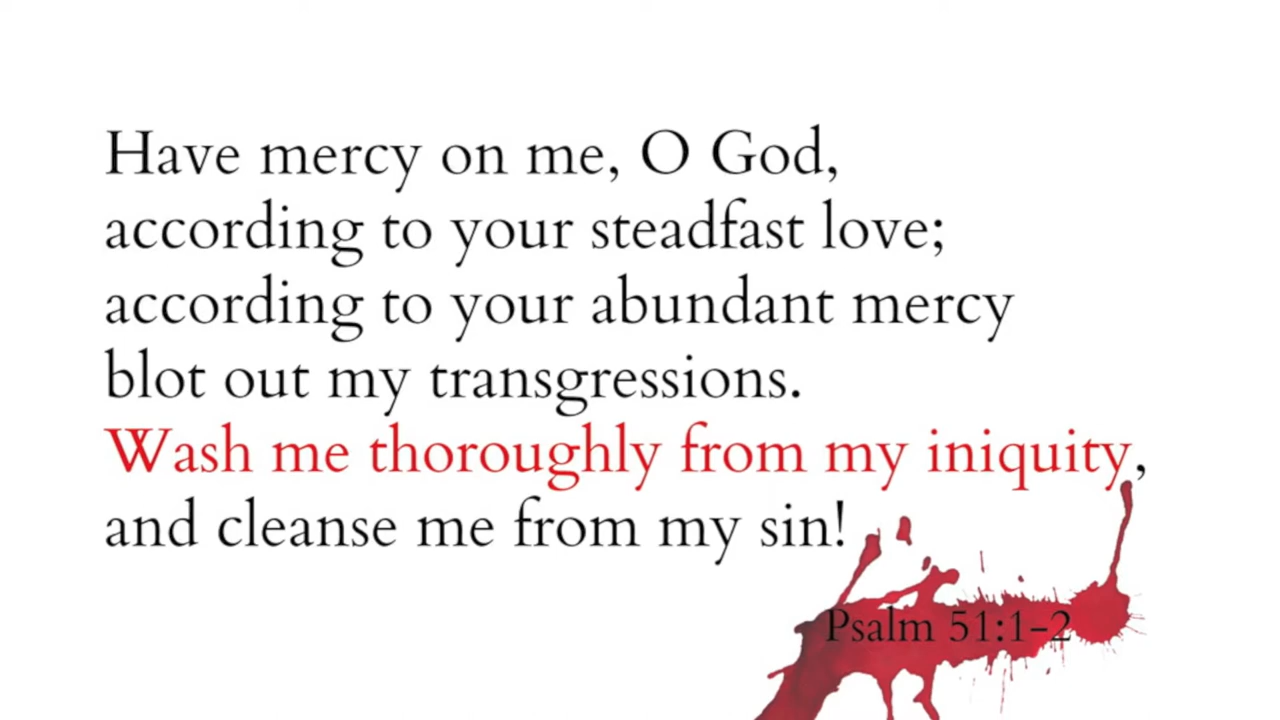 Have mercy on me, O God,
according to your steadfast love;
according to your abundant mercy
blot out my transgressions.
Wash me thoroughly from my iniquity,
and cleanse me from my sin!
Psalm 51:1-2